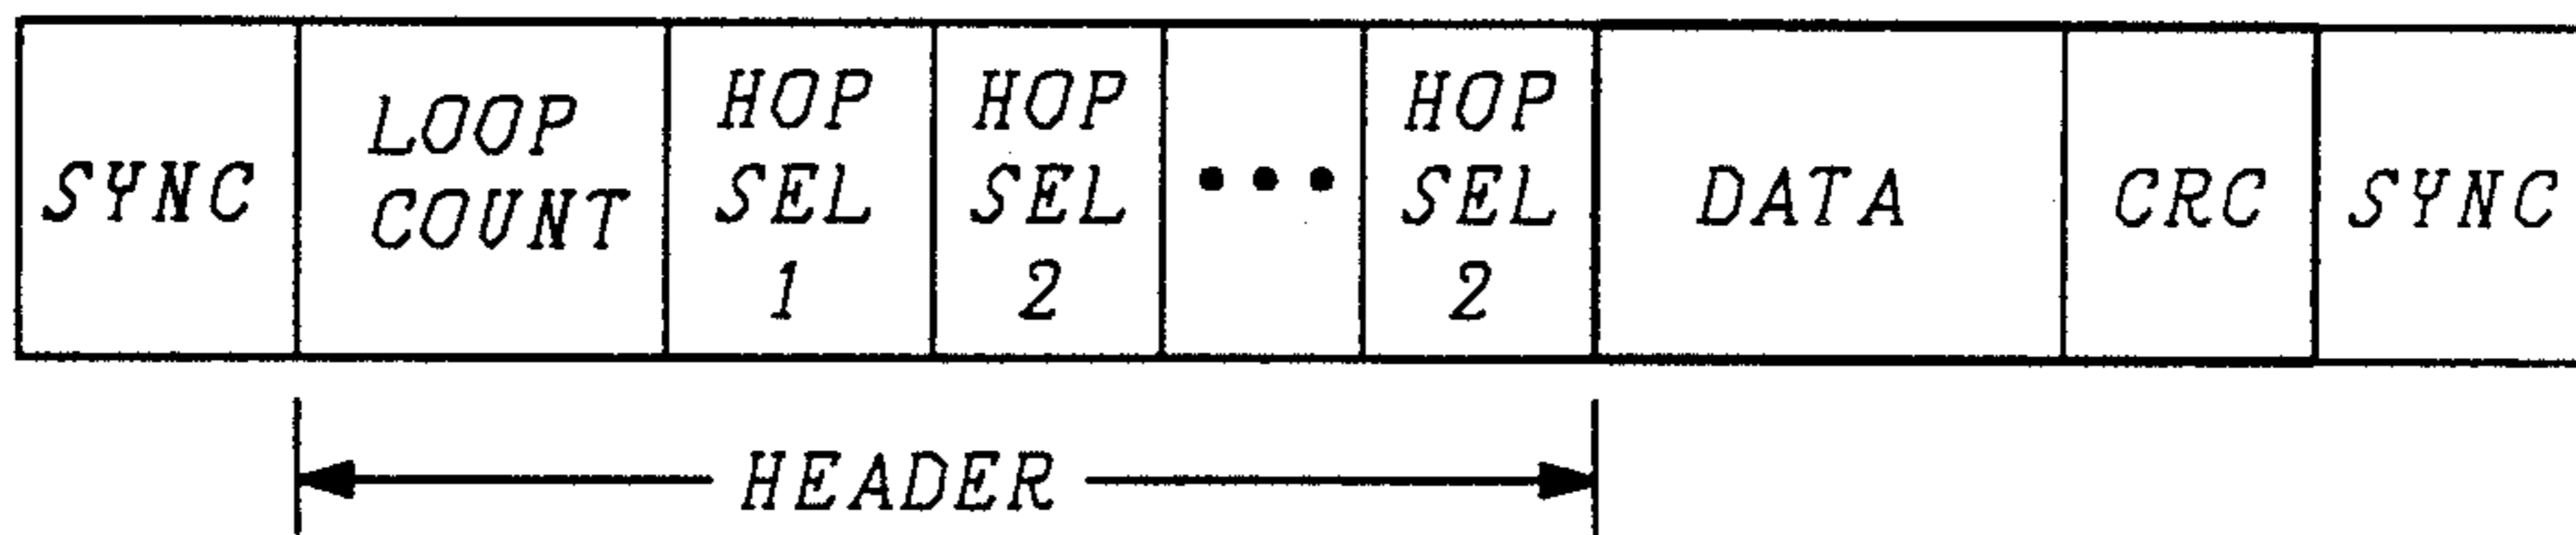 SYNC
LOOP
COUNT
HOP
SEL
1
HOP
SEL
2
•••
HOP
SEL
2
DATA
CRC
SYNC
HEADER